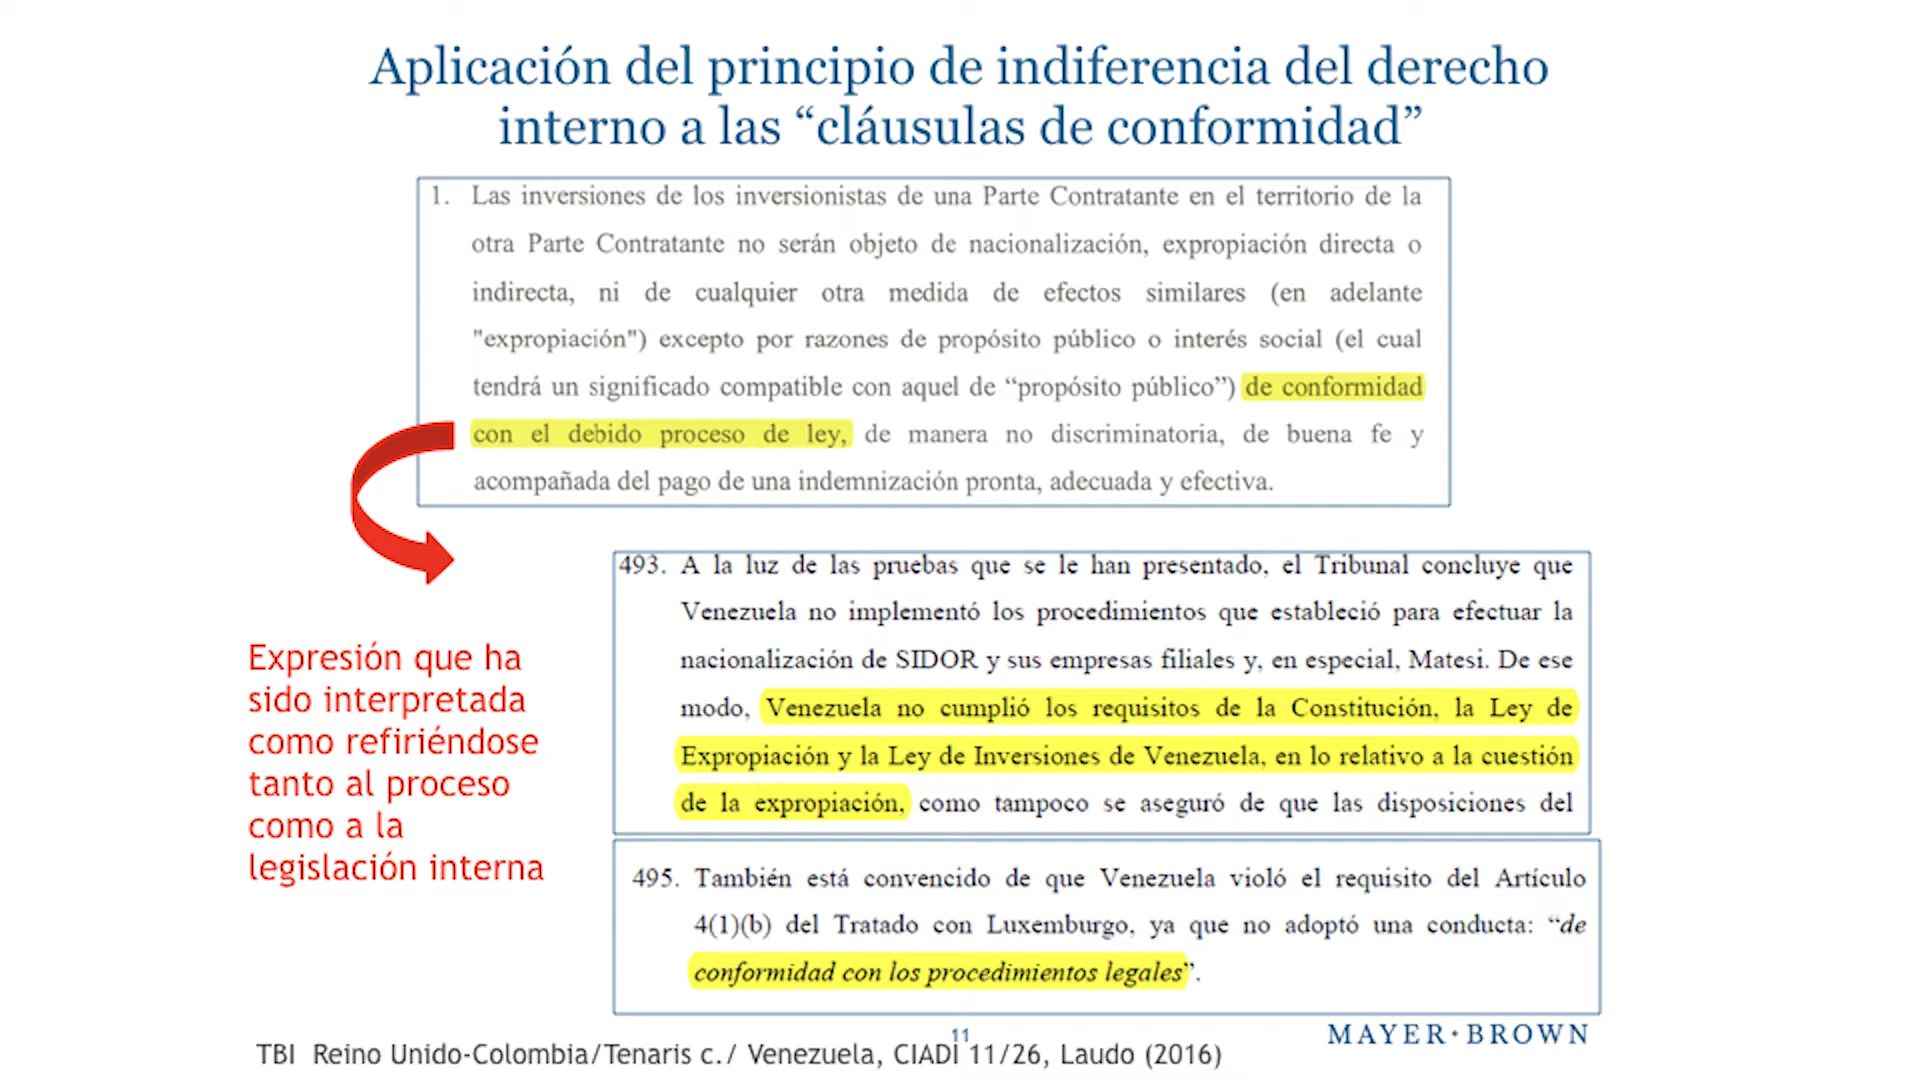 Aplicación del principio de indiferencia del derecho
interno a las “cláusulas de conformidad”
1. Las inversiones de los inversionistas de una Parte Contratante en el territorio de la
otra Parte Contratante no serán objeto de nacionalización, expropiación directa o
indirecta, ni de cualquier otra medida de efectos similares (en adelante
"expropiación") excepto por razones de propósito público o interés social (el cual
tendrá un significado compatible con aquel de “propósito público”) de conformidad
con el debido proceso de ley, de manera no discriminatoria, de buena fe y
acompañada del pago de una indemnización pronta, adecuada y efectiva.
Expresión que ha
sido interpretada
como refiriéndose
tanto al proceso
como a la
legislación interna
493. A la luz de las pruebas que se le han presentado, el Tribunal concluye que
Venezuela no implementó los procedimientos que estableció para efectuar la
nacionalización de SIDOR y sus empresas filiales y, en especial, Matesi. De ese
modo, Venezuela no cumplió los requisitos de la Constitución, la Ley de
Expropiación y la Ley de Inversiones de Venezuela, en lo relativo a la cuestión
de la expropiación, como tampoco se aseguró de que las disposiciones del
495. También está convencido de que Venezuela violó el requisito del Artículo
4(1)(b) del Tratado con Luxemburgo, ya que no adoptó una conducta: “de
conformidad con los procedimientos legales”.
11
MAYER•BROWN
TBI Reino Unido-Colombia/Tenaris c./ Venezuela, CIADI 11/26, Laudo (2016)